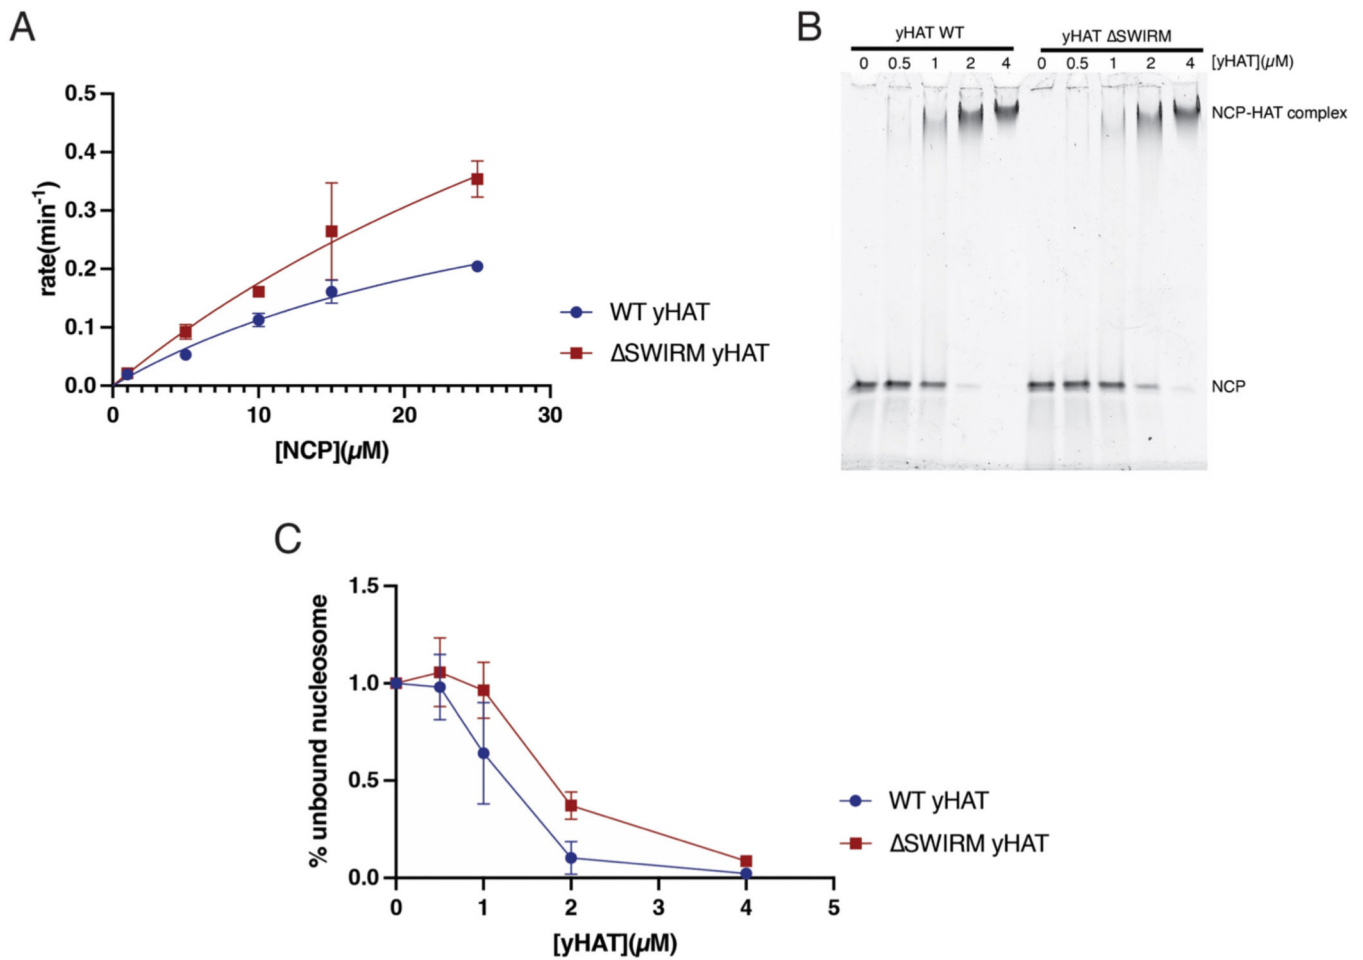 A
0.5
0.4
0.3
0.2
0.1
0.0
rate(min-1)
0 10 20 30
[NCP](µM)
WT yHAT
ΔSWIRM yHAT
B
yHAT WT yHAT ΔSWIRM
0 0.5 1 2 4 0 0.5 1 2 4 [yHAT](µM)
NCP-HAT complex
NCP
C
1.5
1.0
0.5
0.0
% unbound nucleosome
0 1 2 3 4 5
[yHAT](µM)
WT yHAT
ΔSWIRM yHAT